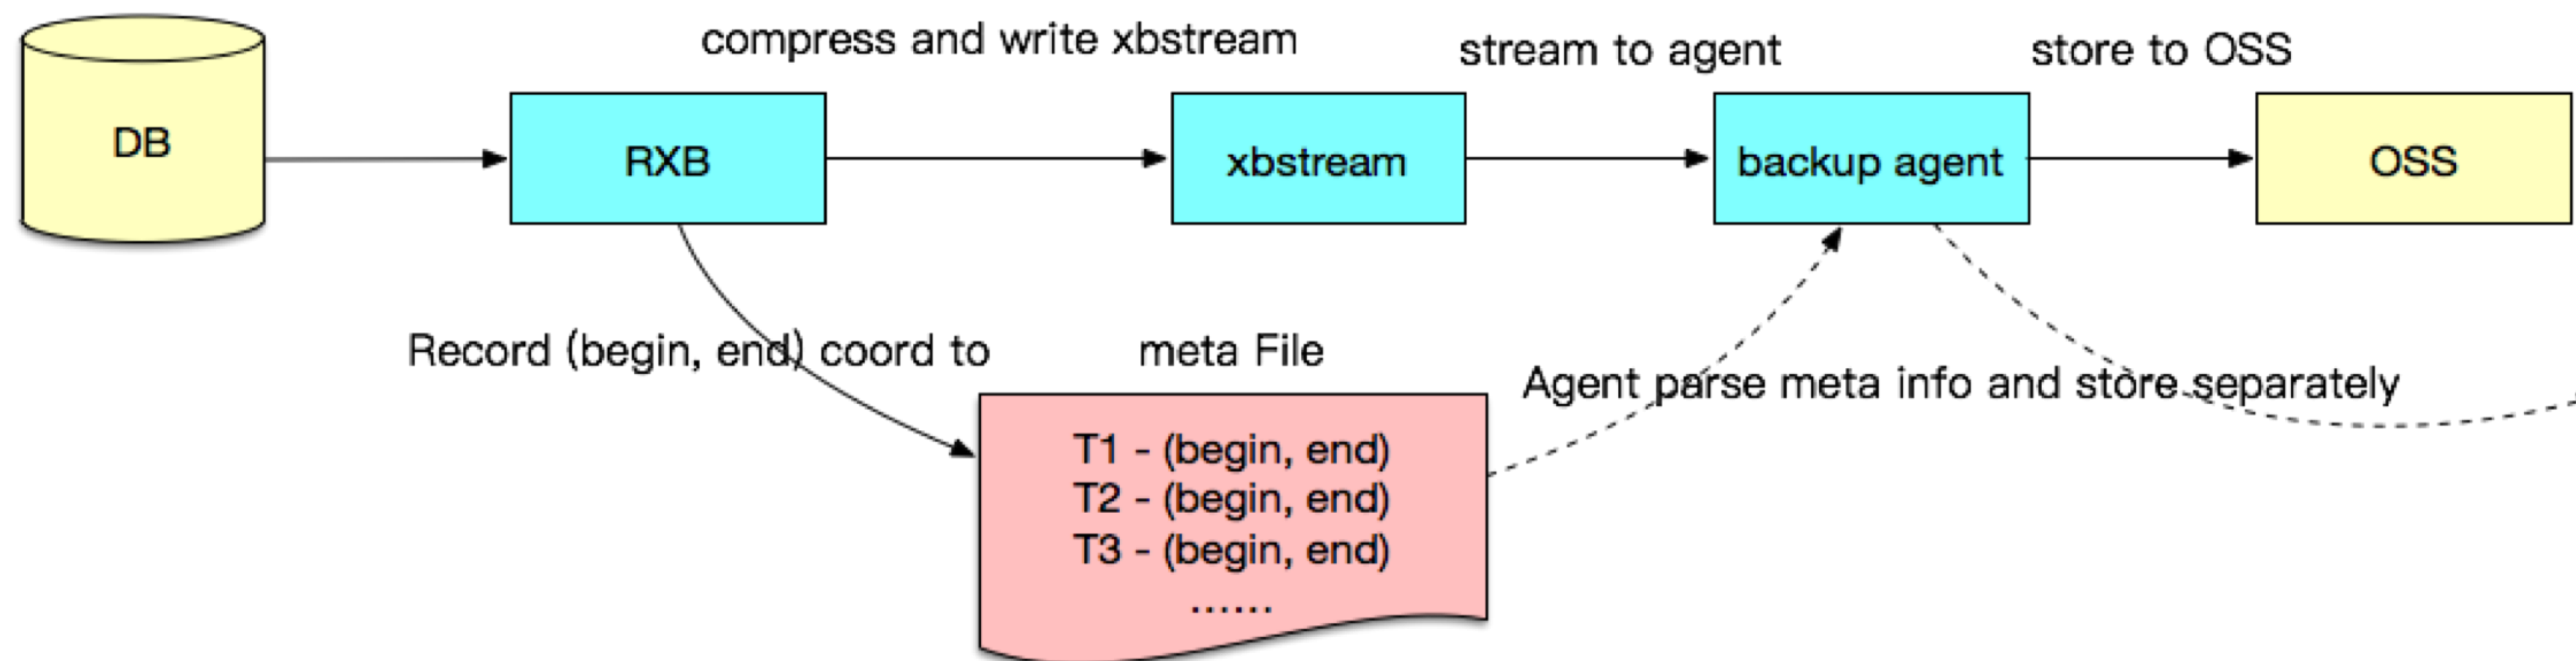 compress and write xbstream
stream to agent
store to OSS
DB
RXB
xbstream
backup agent
OSS
Record (begin, end) coord to
meta File
Agent parse meta info and store separately
T1 - (begin, end)
T2 - (begin, end)
T3 - (begin, end)
......